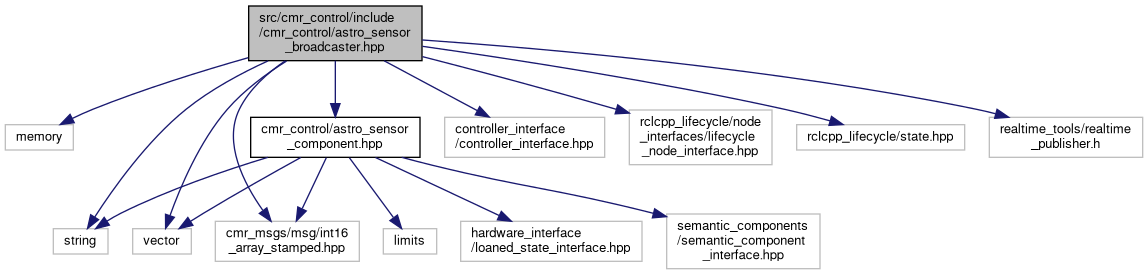 src/cmr_control/include
/cmr_control/astro_sensor
_broadcaster.hpp
memory
cmr_control/astro_sensor
_component.hpp
controller_interface
/controller_interface.hpp
rclcpp_lifecycle/node
_interfaces/lifecycle
_node_interface.hpp
rclcpp_lifecycle/state.hpp
realtime_tools/realtime
_publisher.h
string
vector
cmr_msgs/msg/int16
_array_stamped.hpp
limits
hardware_interface
/loaned_state_interface.hpp
semantic_components
/semantic_component
_interface.hpp